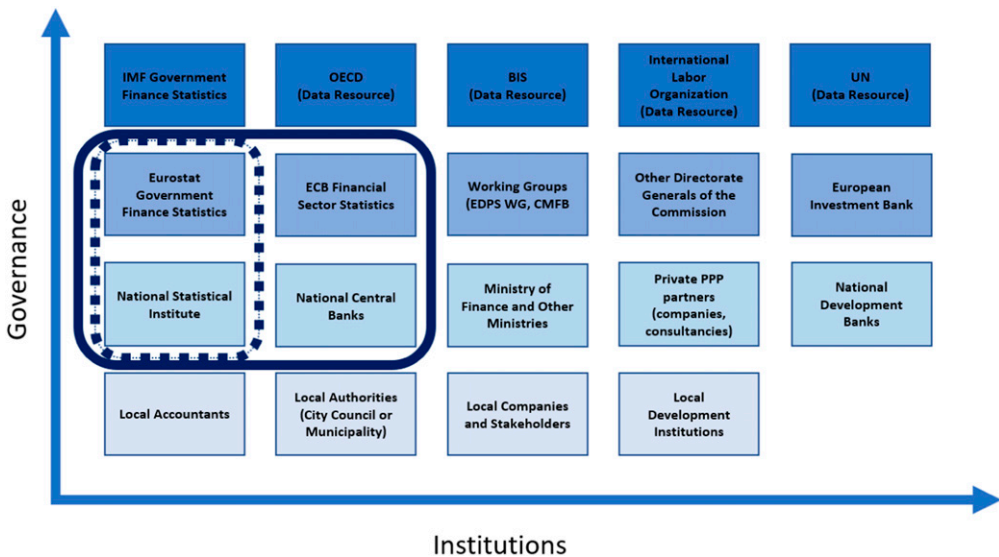 IMF Government
Finance Statistics
OECD
(Data Resource)
BIS
(Data Resource)
International
Labor
Organization
(Data Resource)
UN
(Data Resource)
Eurostat
Government
Finance Statistics
ECB Financial
Sector Statistics
Working Groups
(EDPS WG, CMFB
Other Directorate
Generals of the
Commission
European
Investment Bank
National Statistical
Institute
National Central
Banks
Ministry of
Finance and Other
Ministries
Private PPP
partners
(companies,
consultancies)
National
Development
Banks
Local Accountants
Local Authorities
(City Council or
Municipality)
Local Companies
and Stakeholders
Local
Development
Institutions
Governance
Institutions